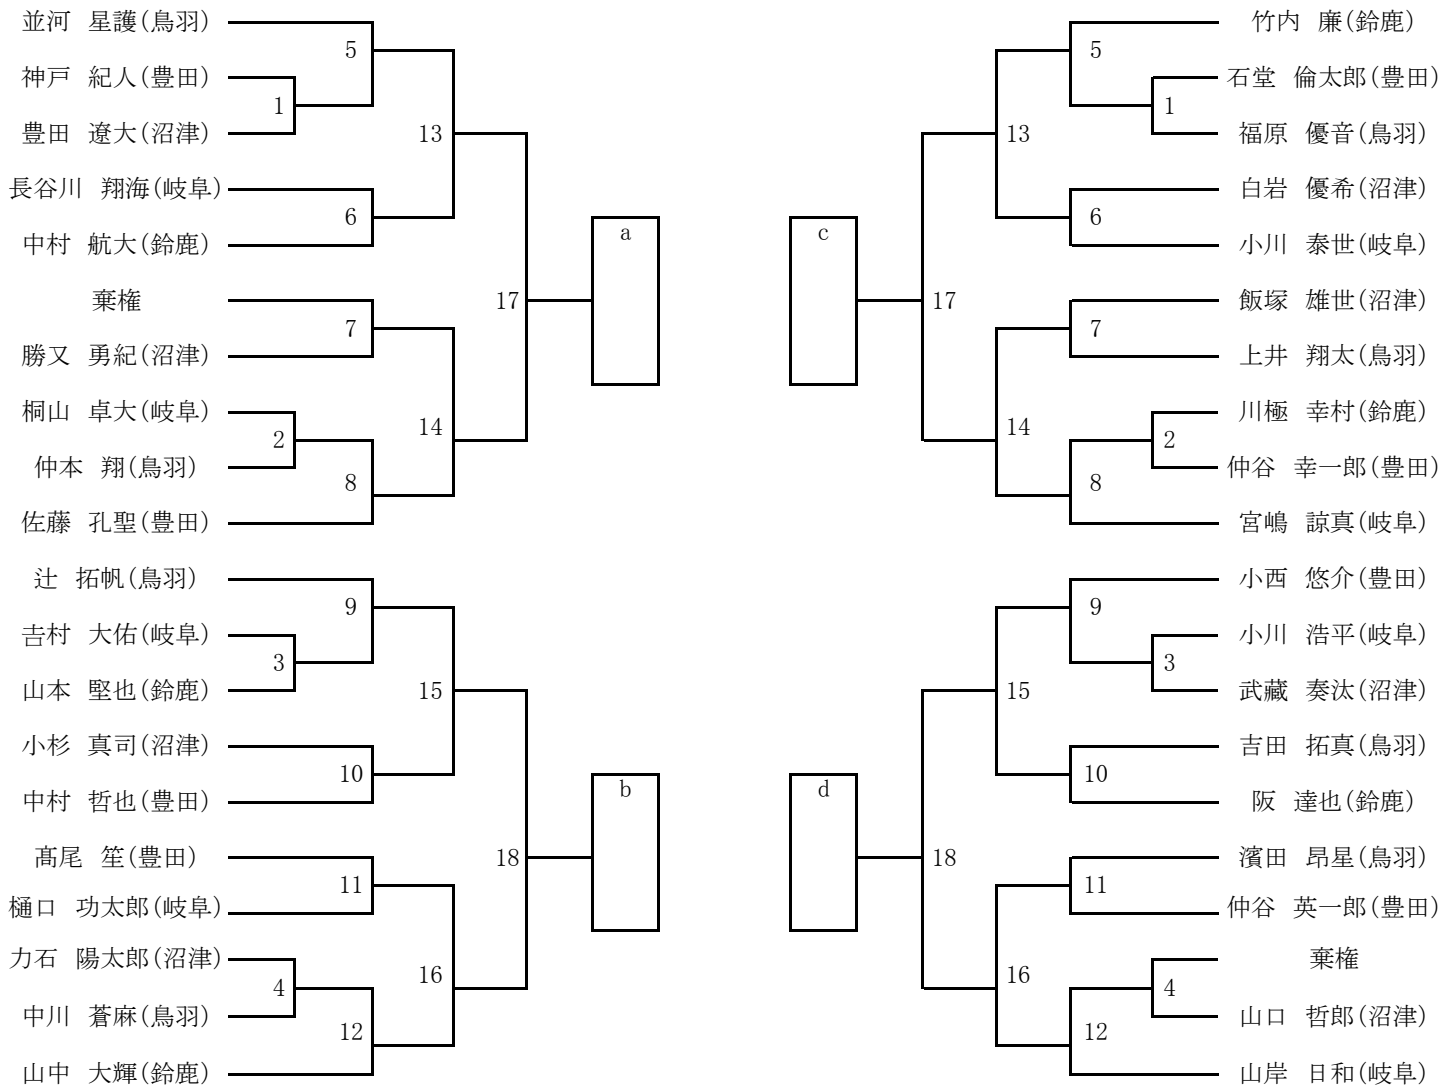 並河 星護(鳥羽)
5
神戸 紀人(豊田)
1
豊田 遼大(沼津)
13
長谷川 翔海(岐阜)
6
中村 航大(鈴鹿)
a
棄権
17
7
勝又 勇紀(沼津)
桐山 卓大(岐阜)
14
2
仲本 翔(鳥羽)
8
佐藤 孔聖(豊田)
辻 拓帆(鳥羽)
9
𠮷村 大佑(岐阜)
3
山本 堅也(鈴鹿)
15
小杉 真司(沼津)
10
中村 哲也(豊田)
b
髙尾 笙(豊田)
18
11
樋口 功太郎(岐阜)
力石 陽太郎(沼津)
16
4
中川 蒼麻(鳥羽)
12
山中 大輝(鈴鹿)
竹内 廉(鈴鹿)
5
石堂 倫太郎(豊田)
1
福原 優音(鳥羽)
13
白岩 優希(沼津)
6
小川 泰世(岐阜)
c
飯塚 雄世(沼津)
17
7
上井 翔太(鳥羽)
川極 幸村(鈴鹿)
14
2
仲谷 幸一郎(豊田)
8
宮嶋 諒真(岐阜)
小西 悠介(豊田)
9
小川 浩平(岐阜)
3
武藏 奏汰(沼津)
15
吉田 拓真(鳥羽)
10
阪 達也(鈴鹿)
d
濱田 昂星(鳥羽)
18
11
仲谷 英一郎(豊田)
棄権
16
4
山口 哲郎(沼津)
12
山岸 日和(岐阜)